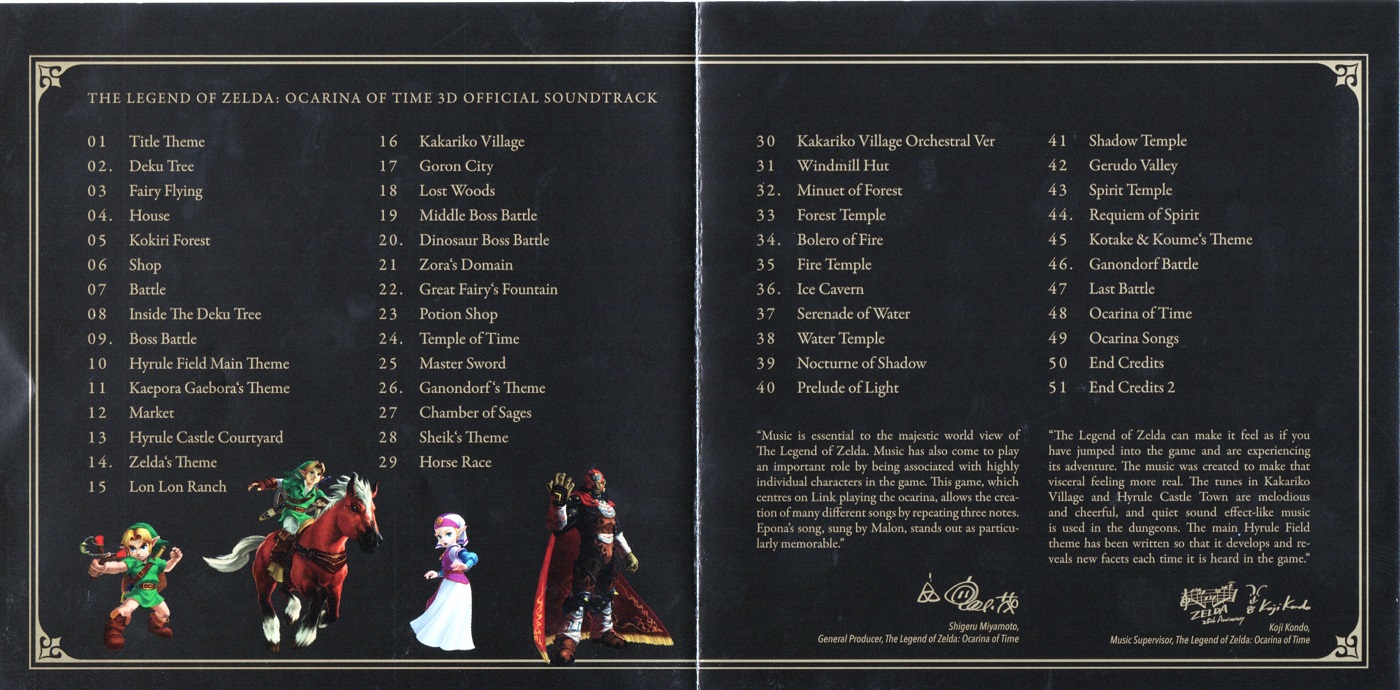 THE LEGEND OF ZELDA: OCARINA OF TIME 3D OFFICIAL SOUNDTRACK
01 Title Theme
02. Deku Tree
03 Fairy Flying
04. House
05 Kokiri Forest
06 Shop
07 Battle
08 Inside The Deku Tree
09. Boss Battle
10 Hyrule Field Main Theme
11 Kaepora Gaebora‘s Theme
12 Market
13 Hyrule Castle Courtyard
14. Zelda‘s Theme
15 Lon Lon Ranch
16 Kakariko Village
17 Goron City
18 Lost Woods
19 Middle Boss Battle
20. Dinosaur Boss Battle
21 Zora‘s Domain
22. Great Fairy‘s Fountain
23 Potion Shop
24. Temple of Time
25 Master Sword
26. Ganondorf‘s Theme
27 Chamber of Sages
28 Sheik‘s Theme
29 Horse Race
30 Kakariko Village Orchestral Ver
31 Windmill Hut
32. Minuet of Forest
33 Forest Temple
34. Bolero of Fire
35 Fire Temple
36. Ice Cavern
37 Serenade of Water
38 Water Temple
39 Nocturne of Shadow
40 Prelude of Light
41 Shadow Temple
42 Gerudo Valley
43 Spirit Temple
44. Requiem of Spirit
45 Kotake & Koume‘s Theme
46. Ganondorf Battle
47 Last Battle
48 Ocarina of Time
49 Ocarina Songs
50 End Credits
51 End Credits 2
“Music is essential to the majestic world view of
The Legend of Zelda. Music has also come to play
an important role by being associated with highly
individual characters in the game. This game, which
centres on Link playing the ocarina, allows the crea-
tion of many different songs by repeating three notes.
Epona's song, sung by Malon, stands out as particu-
larly memorable.”
Shigeru Miyamoto,
General Producer, The Legend of Zelda: Ocarina of Time
“The Legend of Zelda can make it feel as if you
have jumped into the game and are experiencing
its adventure. The music was created to make that
visceral feeling more real. The tunes in Kakariko
Village and Hyrule Castle Town are melodious
and cheerful, and quiet sound effect-like music
is used in the dungeons. The main Hyrule Field
theme has been written so that it develops and re-
veals new facets each time it is heard in the game.”
ZELDA
25th Anniversary
Koji Kondo
Koji Kondo,
Music Supervisor, The Legend of Zelda: Ocarina of Time